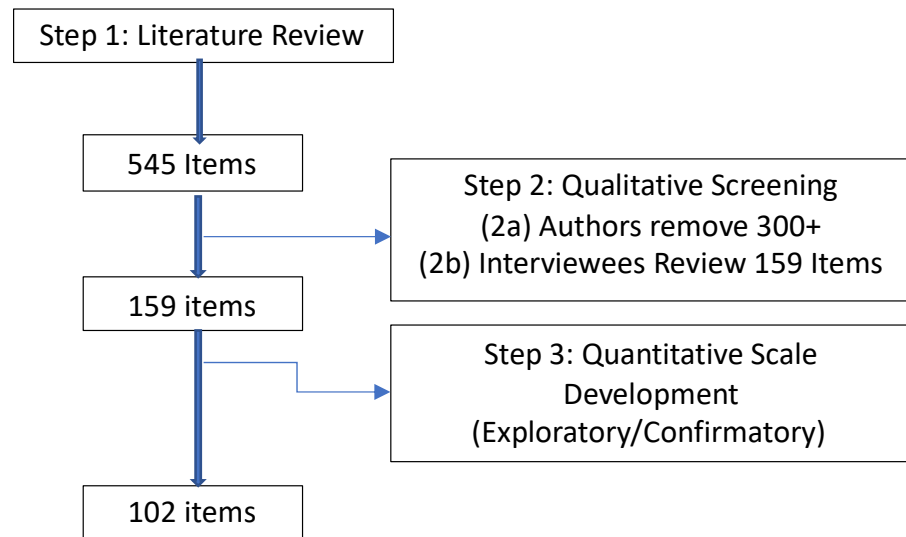 Step 1: Literature Review
545 Items
Step 2: Qualitative Screening
(2a) Authors remove 300+
(2b) Interviewees Review 159 Items
159 items
Step 3: Quantitative Scale
Development
(Exploratory/Confirmatory)
102 items